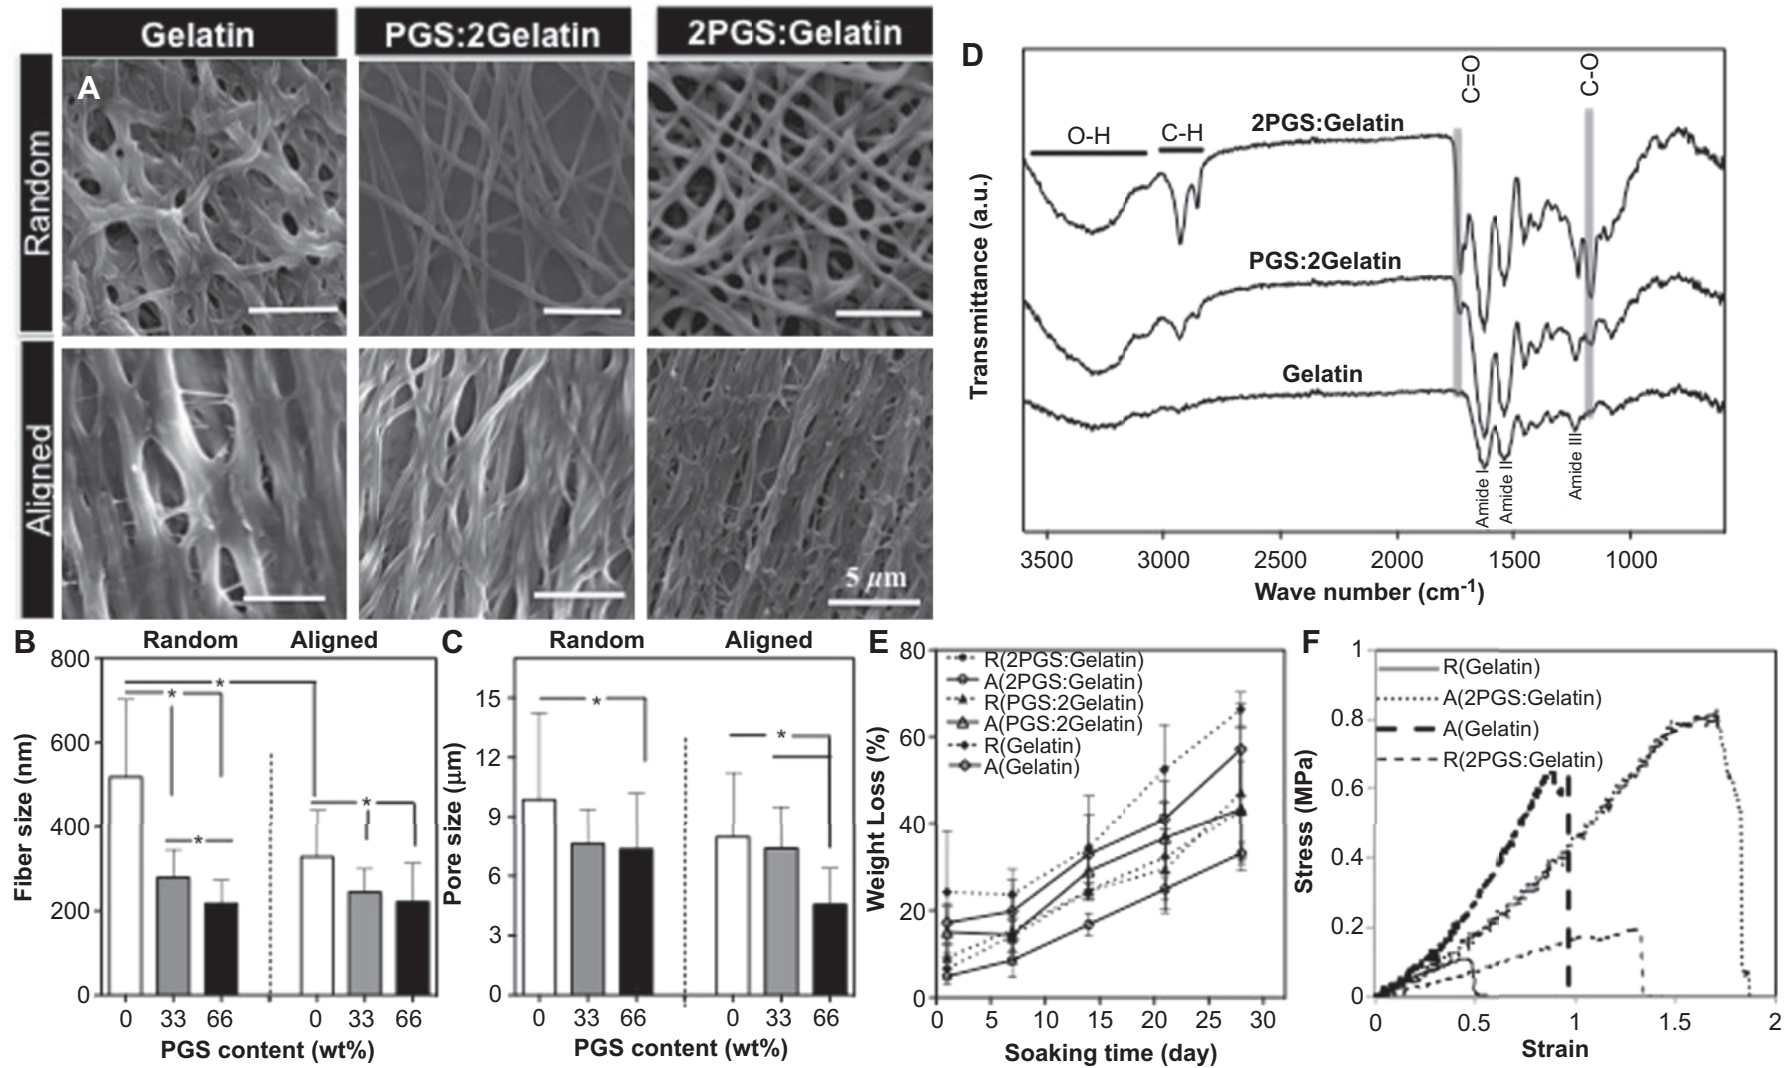 Gelatin PGS:2Gelatin 2PGS:Gelatin
Random
Aligned
A
5 µm
B
Random Aligned
Fiber size (nm)
800
600
400
200
0
* * * * 
0 33 66 0 33 66
PGS content (wt%)
C
Random Aligned
Pore size (µm)
15
12
9
6
3
0
* *
0 33 66 0 33 66
PGS content (wt%)
D
O-H
C-H
C=O
C-O
2PGS:Gelatin
PGS:2Gelatin
Gelatin
Amide I
Amide II
Amide III
Transmittance (a.u.)
3500 3000 2500 2000 1500 1000
Wave number (cm-1)
E
R(2PGS:Gelatin)
A(2PGS:Gelatin)
R(PGS:2Gelatin)
A(PGS:2Gelatin)
R(Gelatin)
A(Gelatin)
Weight Loss (%)
80
60
40
20
0
0 5 10 15 20 25 30
Soaking time (day)
F
R(Gelatin)
A(2PGS:Gelatin)
A(Gelatin)
R(2PGS:Gelatin)
Stress (MPa)
1
0.8
0.6
0.4
0.2
0
0 0.5 1 1.5 2
Strain